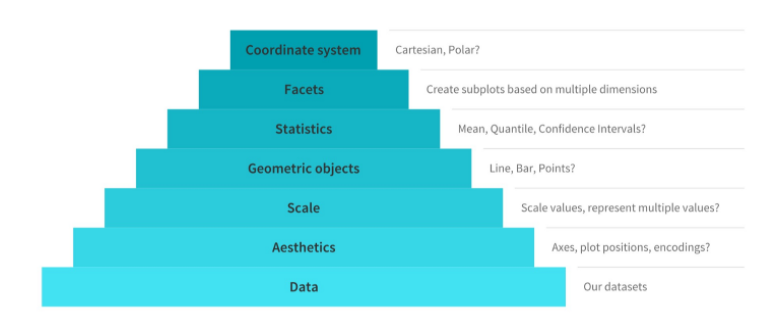 Coordinate system Cartesian, Polar?
Facets Create subplots based on multiple dimensions
Statistics Mean, Quantile, Confidence Intervals?
Geometric objects Line, Bar, Points?
Scale Scale values, represent multiple values?
Aesthetics Axes, plot positions, encodings?
Data Our datasets